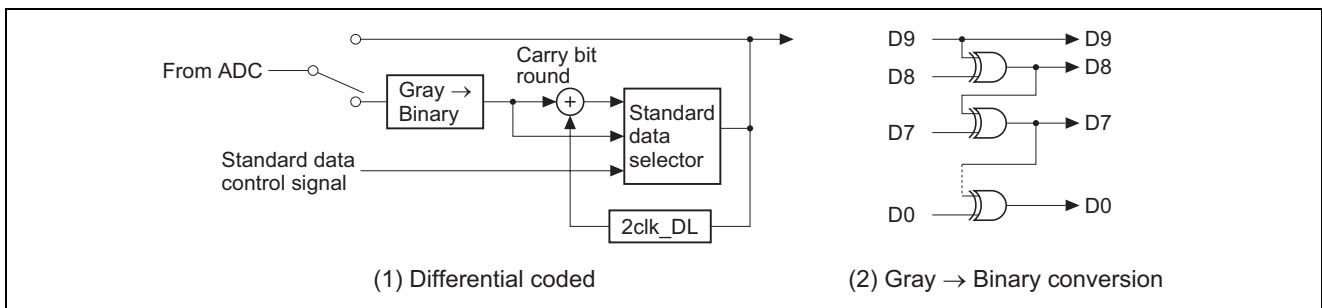 From ADC
Gray →
Binary
Carry bit
round
+
Standard
data
selector
Standard data
control signal
2clk_DL
(1) Differential coded
D9
D9
D8
D8
D7
D7
D0
D0
(2) Gray → Binary conversion